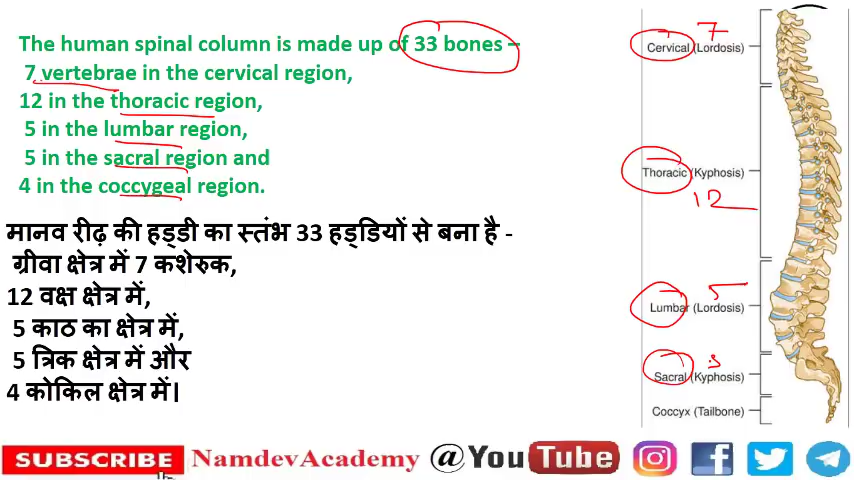 The human spinal column is made up of 33 bones –
7 vertebrae in the cervical region,
12 in the thoracic region,
5 in the lumbar region,
5 in the sacral region and
4 in the coccygeal region.
मानव रीढ़ की हड्डी का स्तंभ 33 हड्डियों से बना है -
ग्रीवा क्षेत्र में 7 कशेरुक,
12 वक्ष क्षेत्र में,
5 काठ का क्षेत्र में,
5 त्रिक क्षेत्र में और
4 कोकिल क्षेत्र में।
7
Cervical (Lordosis)
Thoracic (Kyphosis)
12
5
Lumbar (Lordosis)
Sacral (Kyphosis)
Coccyx (Tailbone)
SUBSCRIBE NamdevAcademy @YouTube